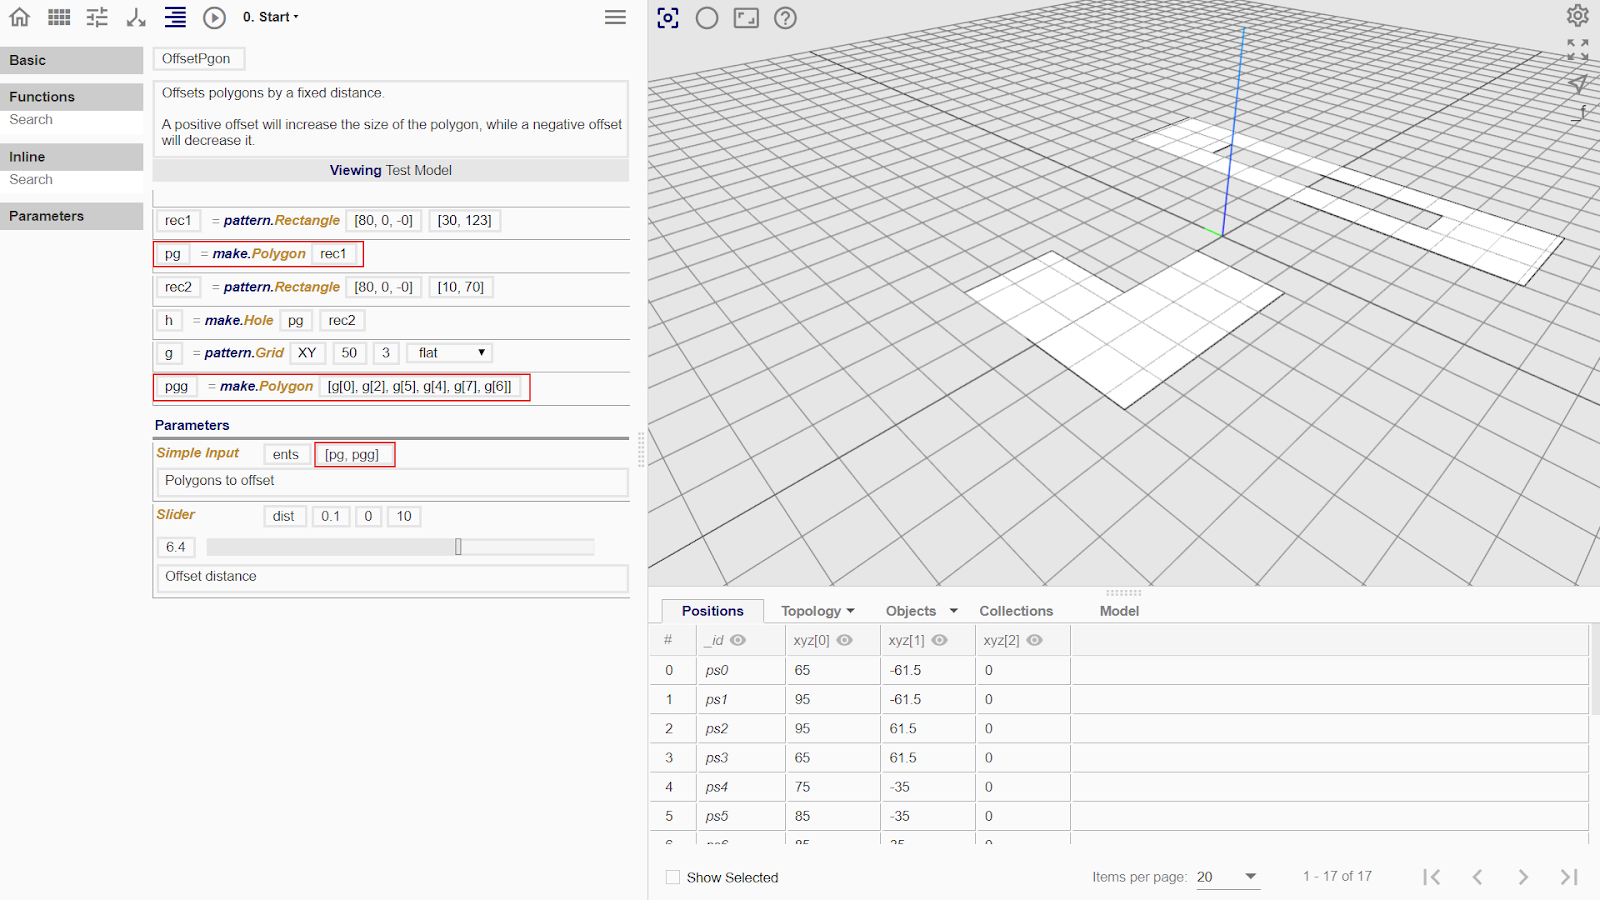 0. Start
Basic
Functions
Search
Inline
Search
Parameters
OffsetPgon
Offsets polygons by a fixed distance.
A positive offset will increase the size of the polygon, while a negative offset
will decrease it.
Viewing Test Model
rec1 = pattern.Rectangle [80, 0, -0] [30, 123]
pg = make.Polygon rec1
rec2 = pattern.Rectangle [80, 0, -0] [10, 70]
h = make.Hole pg rec2
g = pattern.Grid XY 50 3 flat
pgg = make.Polygon [g[0], g[2], g[5], g[4], g[7], g[6]]
Parameters
Simple Input ents [pg, pgg]
Polygons to offset
Slider dist 0.1 0 10
6.4
Offset distance
Positions Topology Objects Collections Model
# _id xyz[0] xyz[1] xyz[2]
0 ps0 65 -61.5 0
1 ps1 95 -61.5 0
2 ps2 95 61.5 0
3 ps3 65 61.5 0
4 ps4 75 -35 0
5 ps5 85 -35 0
Show Selected
Items per page: 20 1 - 17 of 17